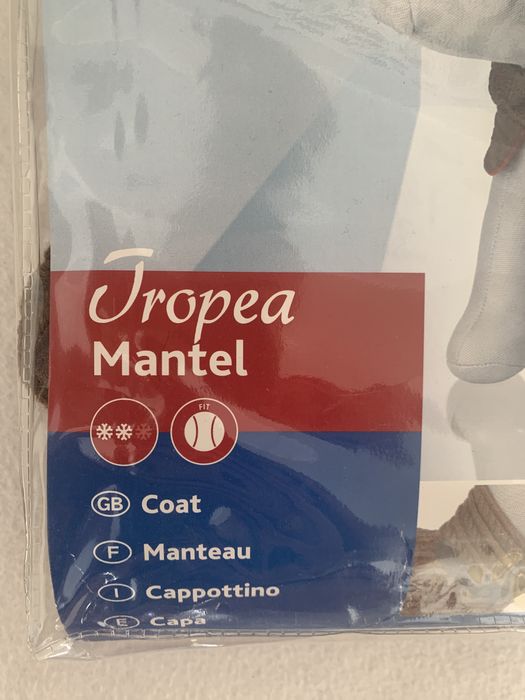 Tropea
Mantel
FIT
GB Coat
F Manteau
I Cappottino
E Capa